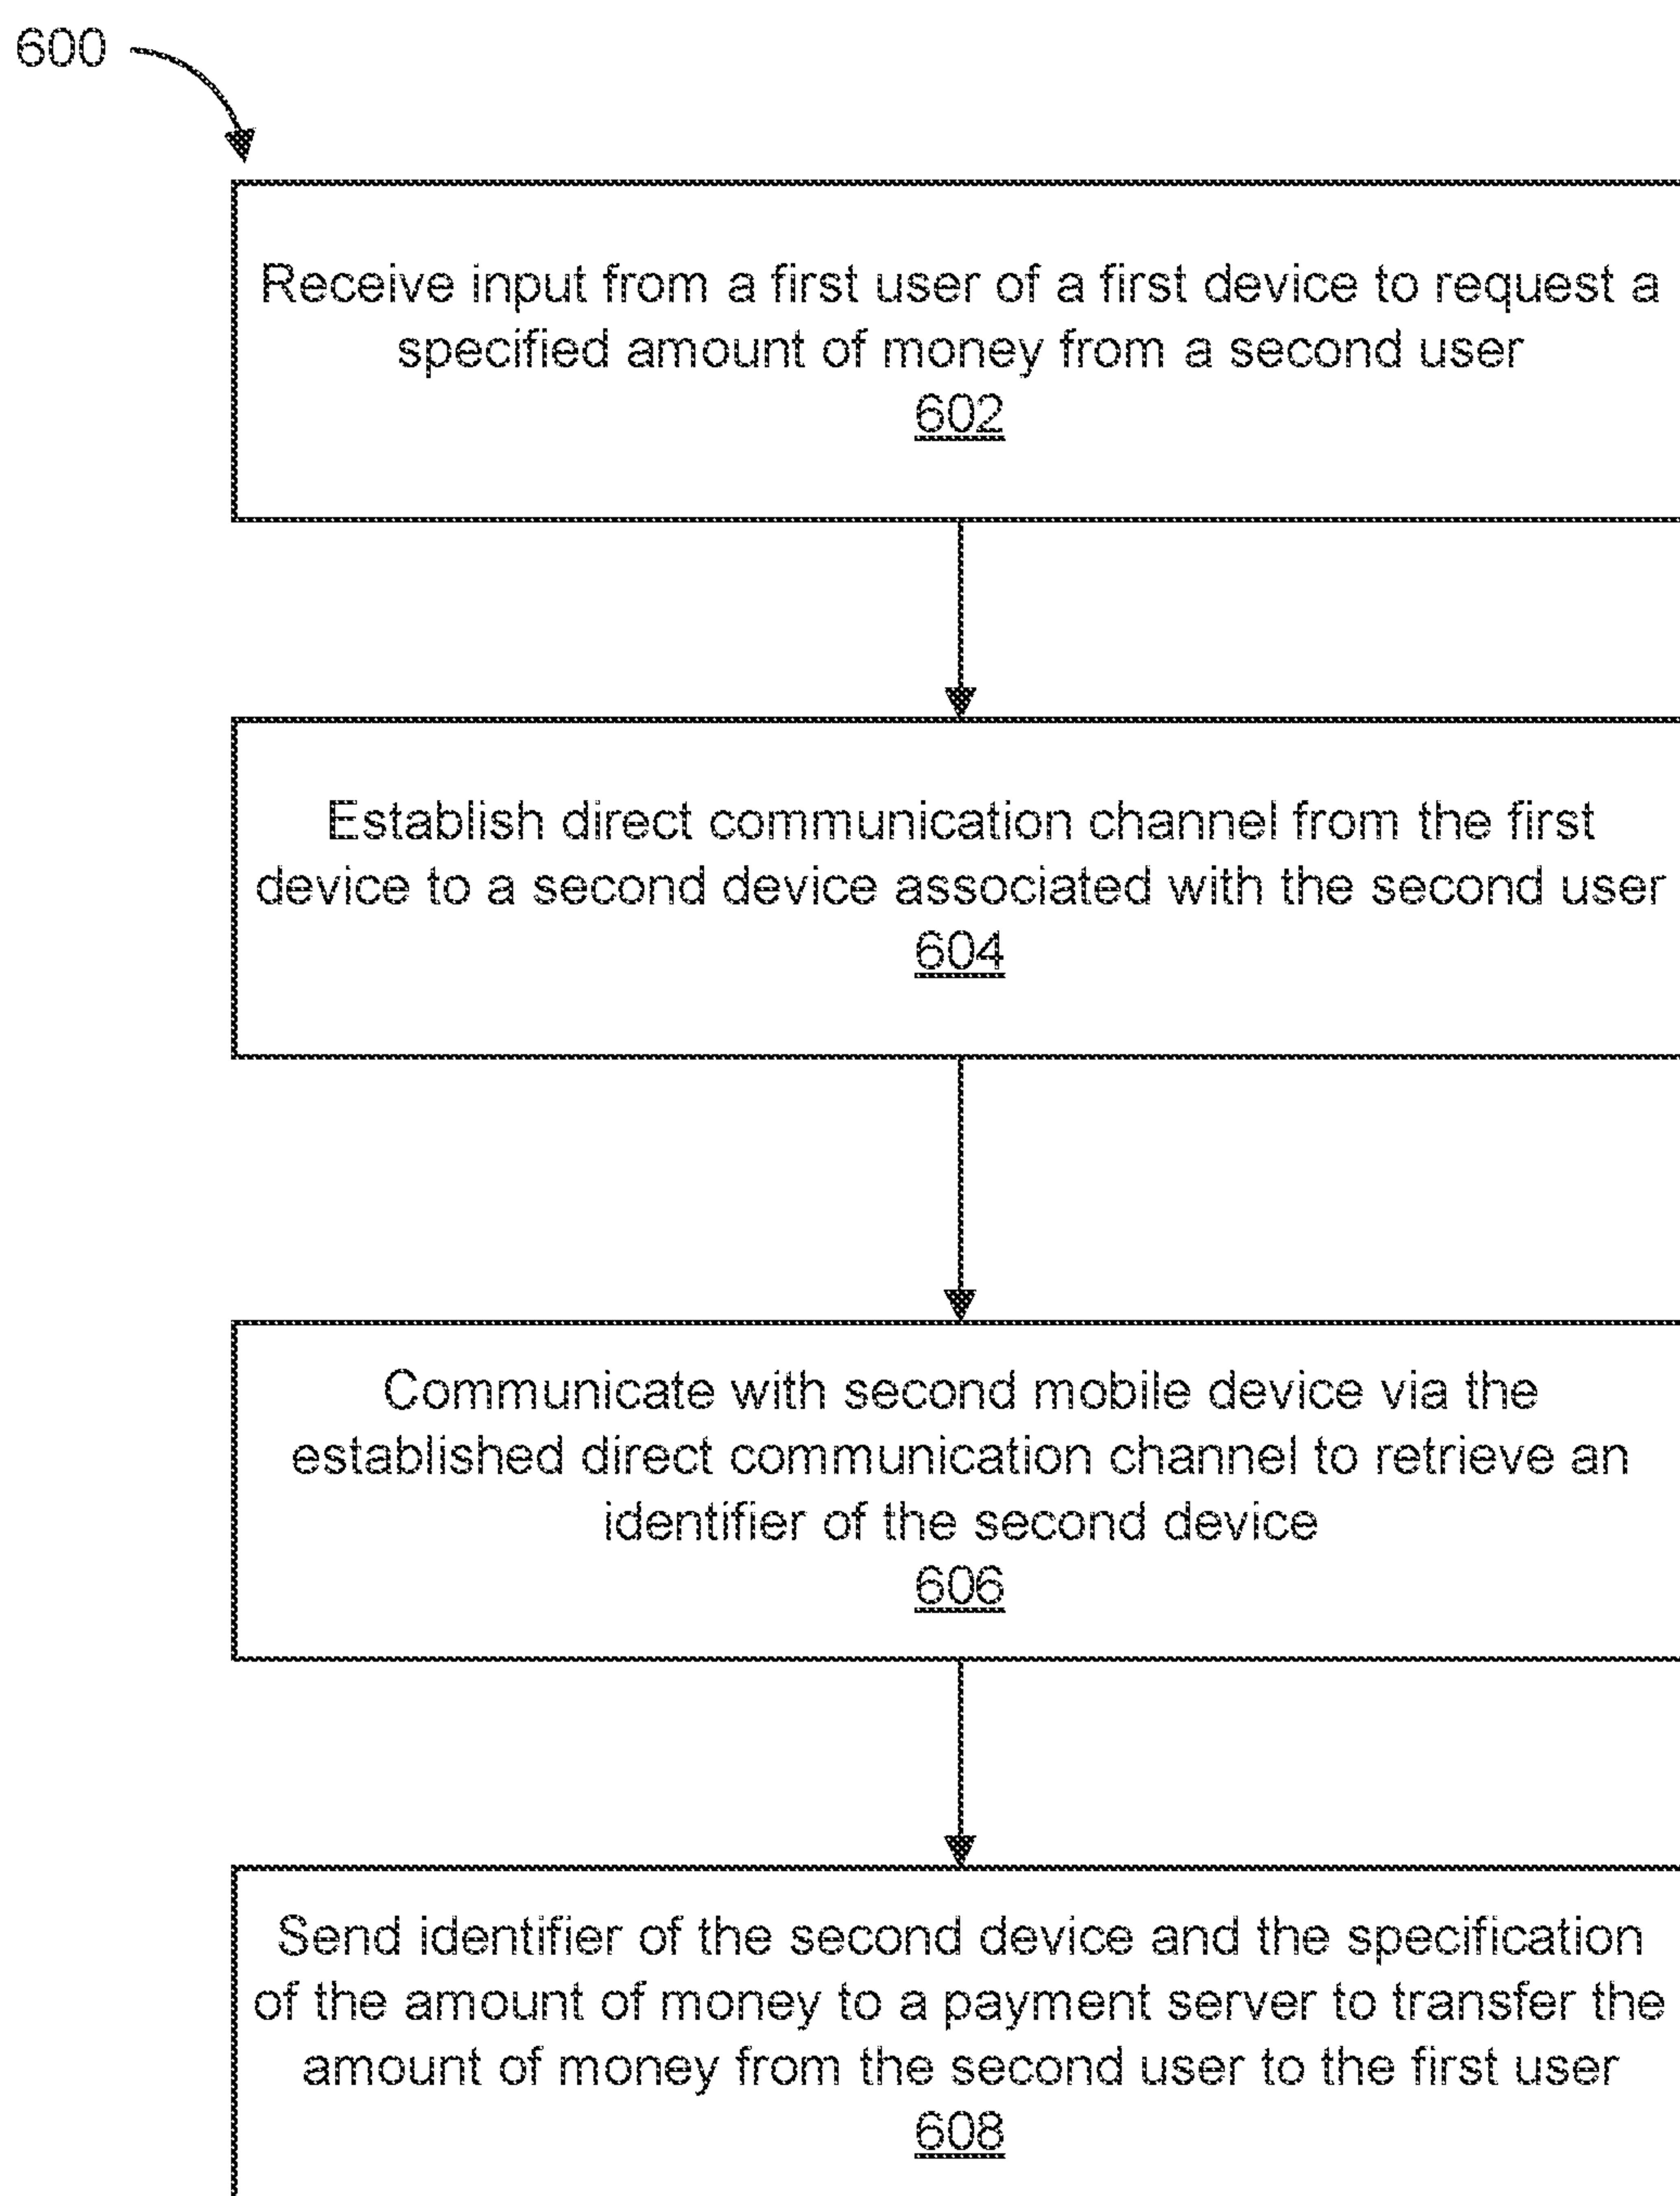 600
Receive input from a first user of a first device to request a
specified amount of money from a second user
602
Establish direct communication channel from the first
device to a second device associated with the second user
604
Communicate with second mobile device via the
established direct communication channel to retrieve an
identifier of the second device
606
Send identifier of the second device and the specification
of the amount of money to a payment server to transfer the
amount of money from the second user to the first user
608